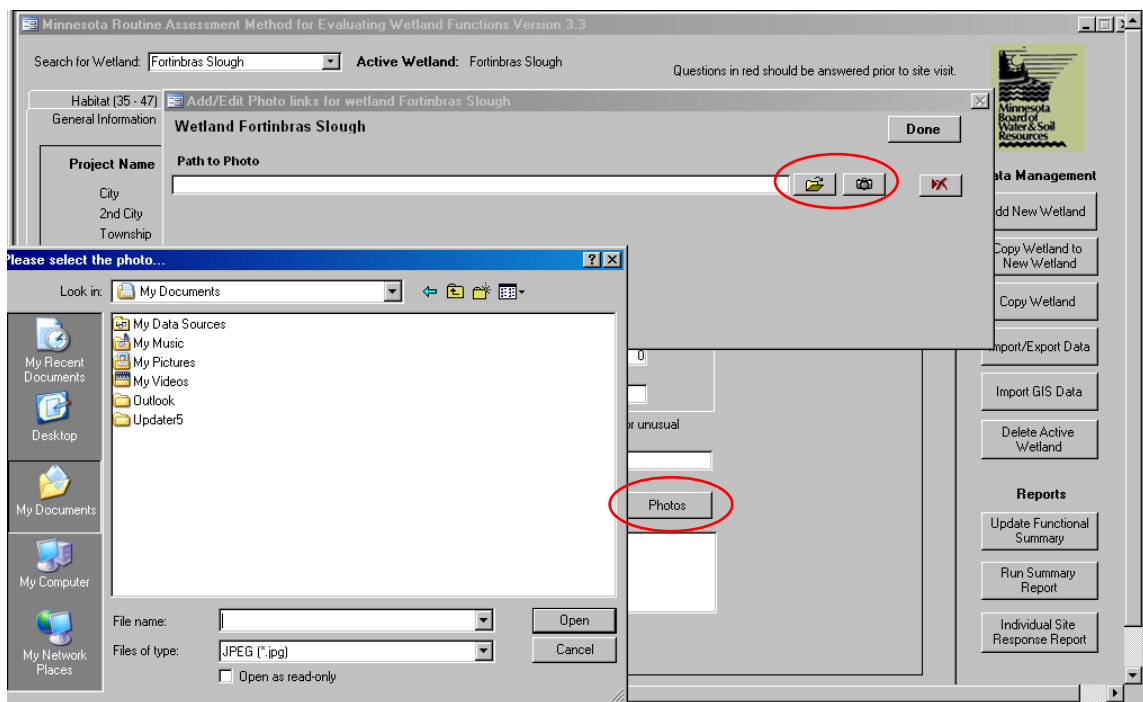 Minnesota Routine Assessment Method for Evaluating Wetland Functions Version 3.3
Search for Wetland: Fortinbras Slough Active Wetland: Fortinbras Slough
Questions in red should be answered prior to site visit.
Minnesota
Board of
Water & Soil
Resources
Habitat (35 - 47)
General Information
Project Name
City
2nd City
Township
Add/Edit Photo links for wetland Fortinbras Slough
Wetland Fortinbras Slough
Done
Path to Photo
Please select the photo...
Look in: My Documents
My Recent
Documents
Desktop
My Documents
My Computer
My Network
Places
My Data Sources
My Music
My Pictures
My Videos
Outlook
Updater5
File name:
Open
Files of type: JPEG (*.jpg)
Cancel
Open as read-only
0
or unusual
Photos
ata Management
dd New Wetland
Copy Wetland to
New Wetland
Copy Wetland
mport/Export Data
Import GIS Data
Delete Active
Wetland
Reports
Update Functional
Summary
Run Summary
Report
Individual Site
Response Report